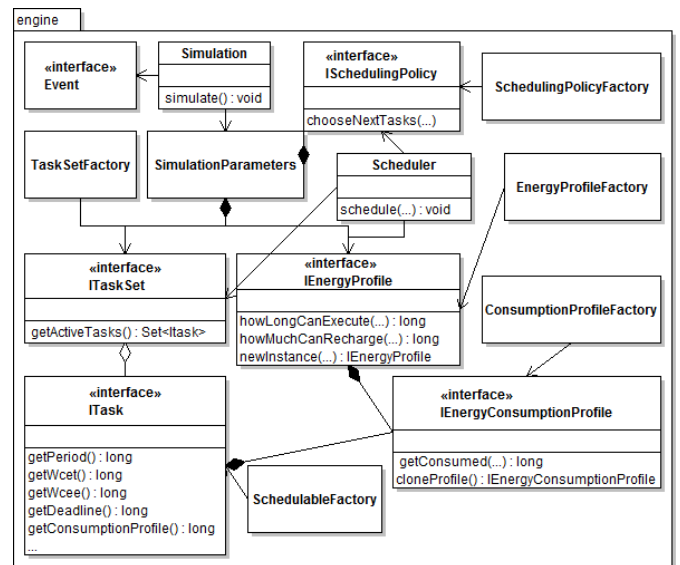 engine
«interface»
Event
Simulation
simulate() : void
«interface»
ISchedulingPolicy
chooseNextTasks(...)
SchedulingPolicyFactory
TaskSetFactory
SimulationParameters
Scheduler
schedule(...) : void
EnergyProfileFactory
«interface»
ITaskSet
getActiveTasks() : Set<Itask>
«interface»
IEnergyProfile
howLongCanExecute(...) : long
howMuchCanRecharge(...) : long
newInstance(...) : IEnergyProfile
ConsumptionProfileFactory
«interface»
ITask
getPeriod() : long
getWcet() : long
getWcee() : long
getDeadline() : long
getConsumptionProfile() : long
...
SchedulableFactory
«interface»
IEnergyConsumptionProfile
getConsumed(...) : long
cloneProfile() : IEnergyConsumptionProfile